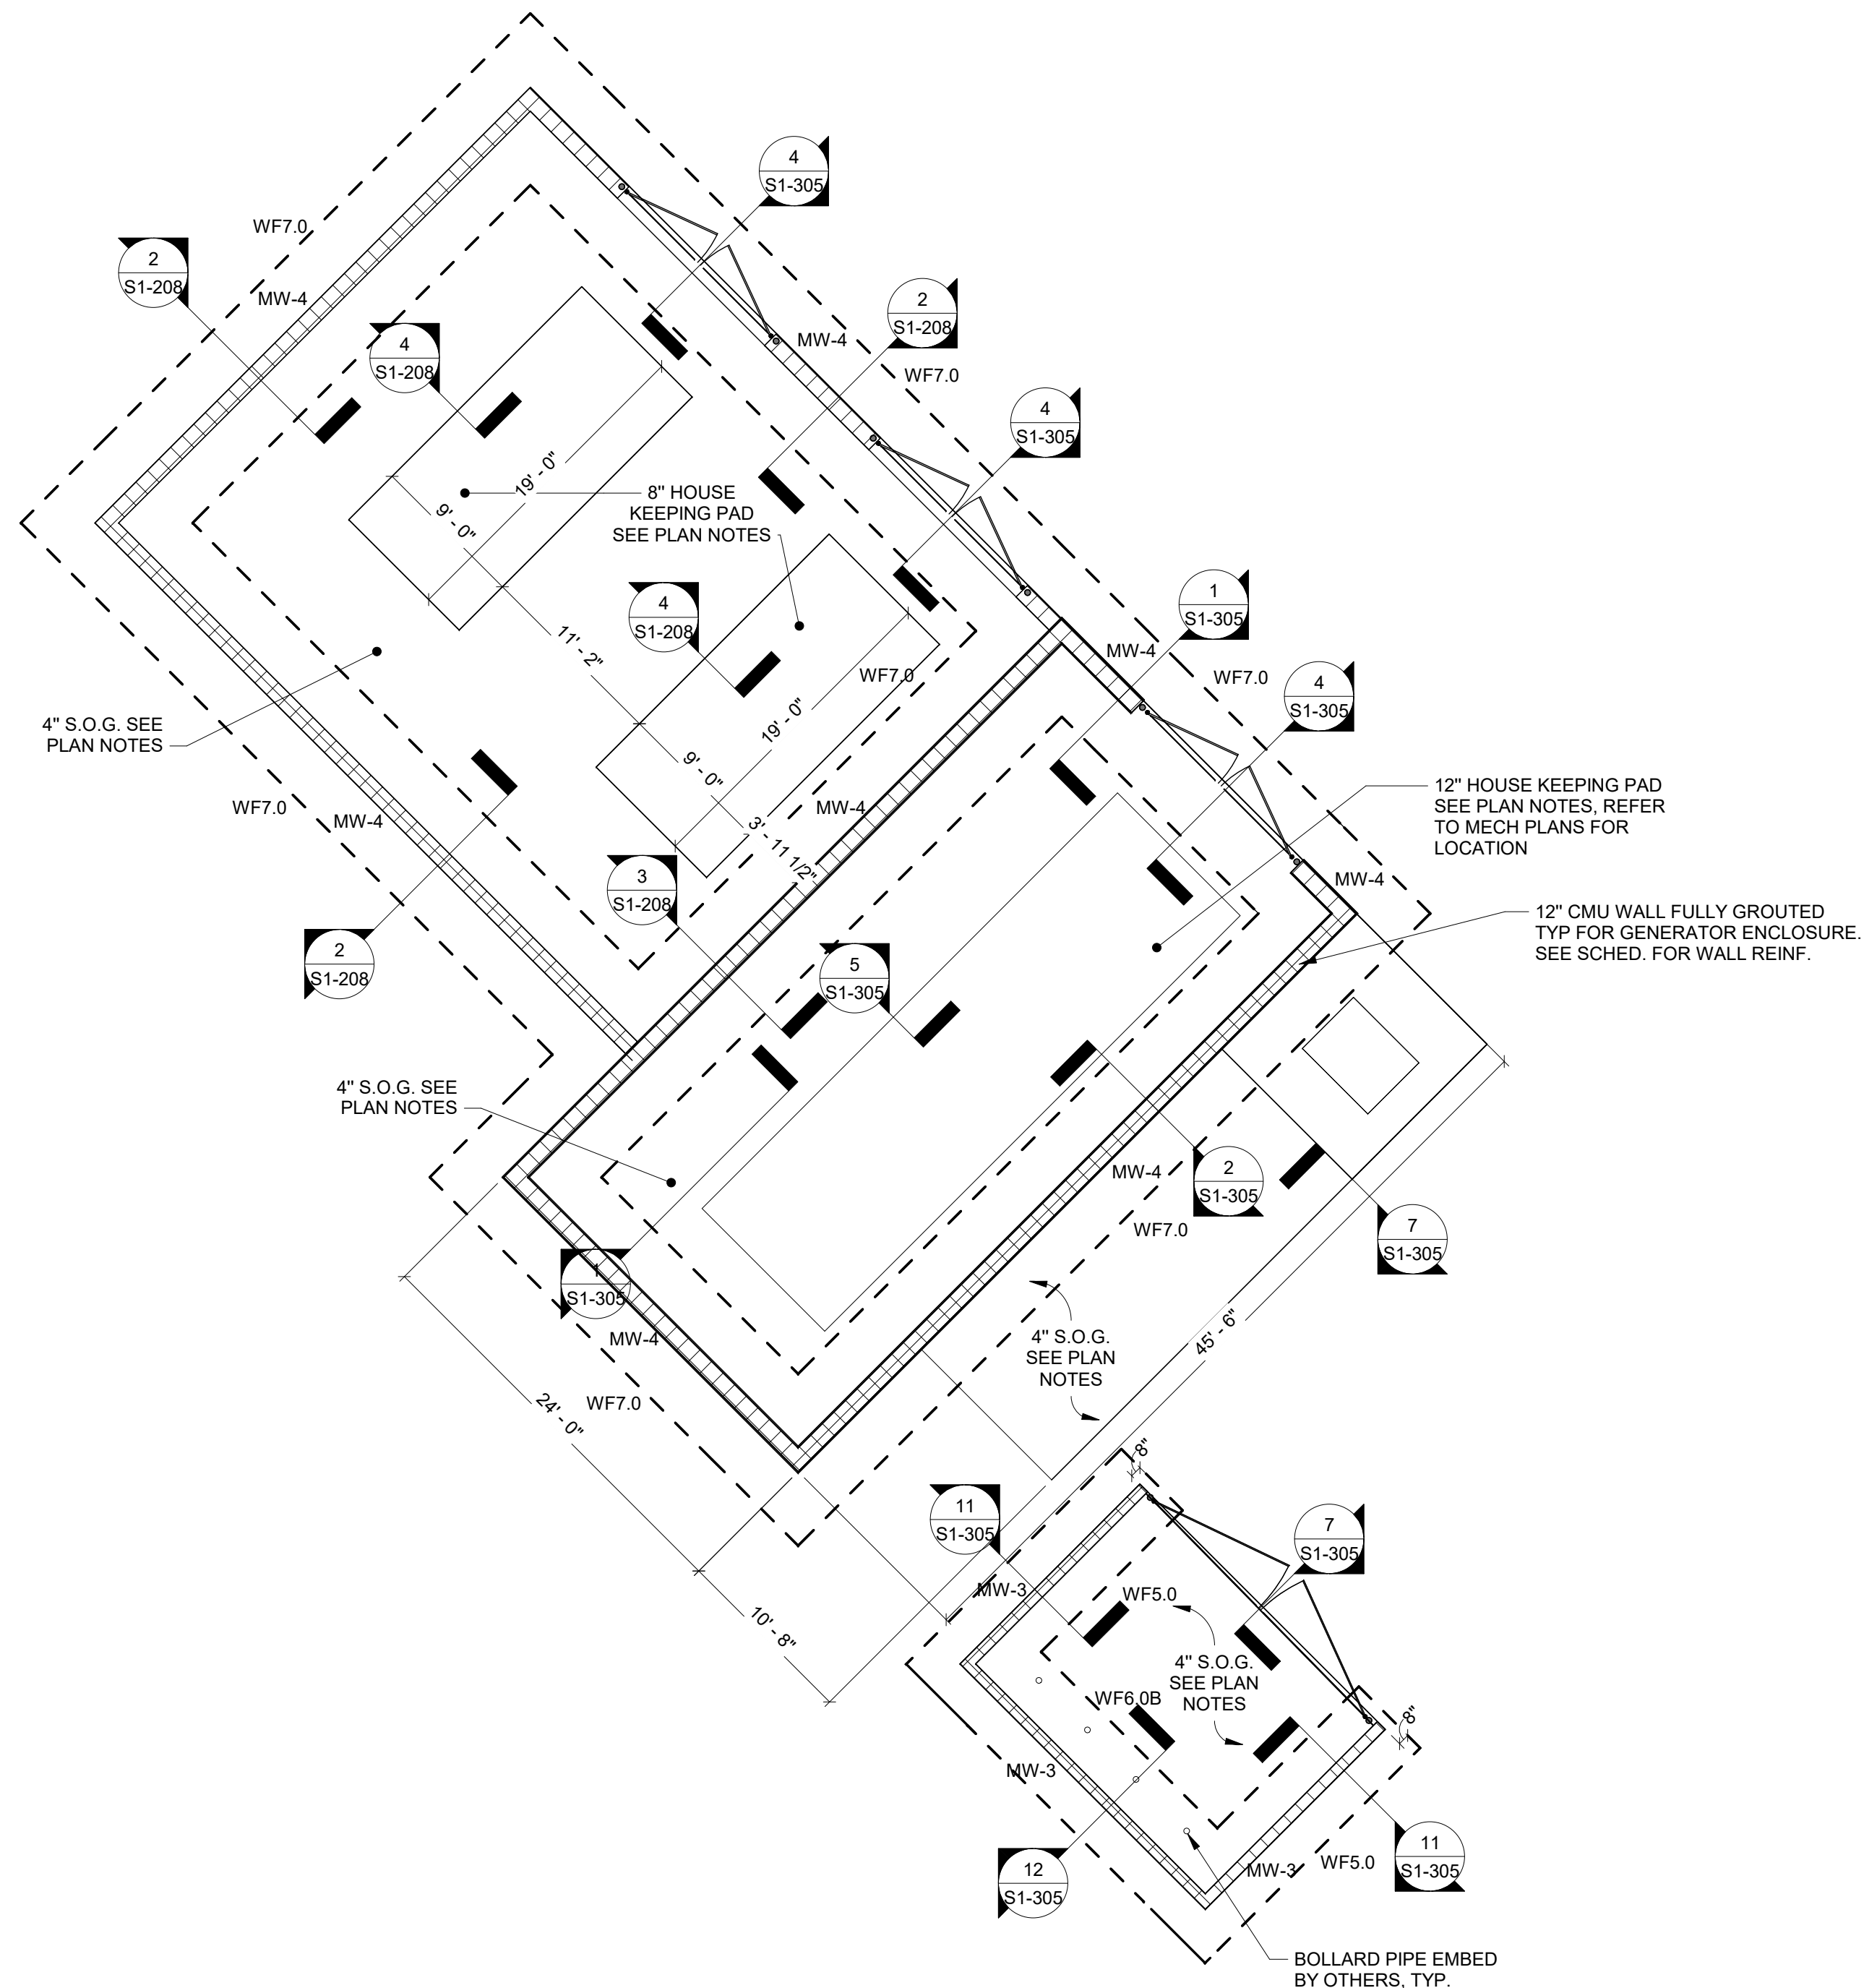 4
S1-305
WF7.0
2
S1-208
MW-4
2
S1-208
4
S1-208
MW-4
WF7.0
4
S1-305
19' - 0"
9' - 0"
8" HOUSE
KEEPING PAD
SEE PLAN NOTES
1
S1-305
4
S1-208
11' - 2"
MW-4
WF7.0
WF7.0
4
S1-305
4" S.O.G. SEE
PLAN NOTES
19' - 0"
9' - 0"
WF7.0
MW-4
MW-4
3' - 11 1/2"
12" HOUSE KEEPING PAD
SEE PLAN NOTES, REFER
TO MECH PLANS FOR
LOCATION
3
S1-208
MW-4
12" CMU WALL FULLY GROUTED
TYP FOR GENERATOR ENCLOSURE.
SEE SCHED. FOR WALL REINF.
2
S1-208
5
S1-305
4" S.O.G. SEE
PLAN NOTES
MW-4
2
S1-305
WF7.0
7
S1-305
1
S1-305
MW-4
4" S.O.G.
SEE PLAN
NOTES
45' - 6"
WF7.0
24' - 0"
8"
11
S1-305
7
S1-305
MW-3
WF5.0
10' - 8"
4" S.O.G.
SEE PLAN
NOTES
WF6.0B
8"
MW-3
11
S1-305
WF5.0
MW-3
12
S1-305
BOLLARD PIPE EMBED
BY OTHERS, TYP.